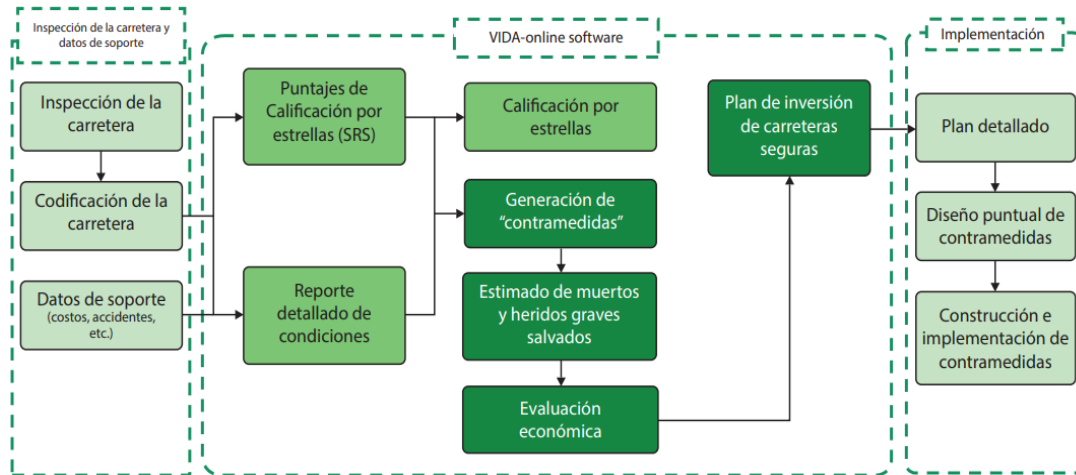 Inspección de la carretera y
datos de soporte
Inspección de la
carretera
Codificación de la
carretera
Datos de soporte
(costos, accidentes,
etc.)
VIDA-online software
Puntajes de
Calificación por
estrellas (SRS)
Reporte
detallado de
condiciones
Calificación por
estrellas
Generación de
“contramedidas”
Estimado de muertos
y heridos graves
salvados
Evaluación
económica
Plan de inversión
de carreteras
seguras
Implementación
Plan detallado
Diseño puntual de
contramedidas
Construcción e
implementación de
contramedidas